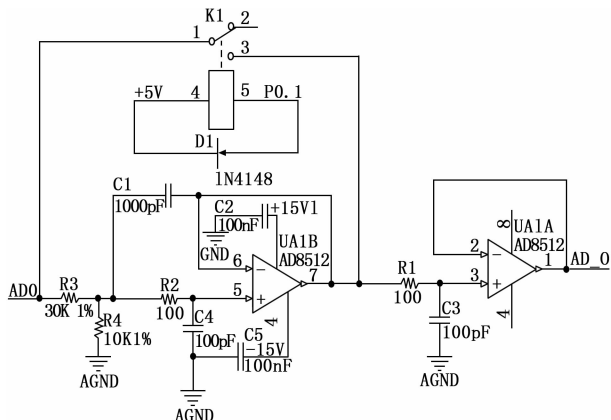 K1
2
1
3
+5V
4
5
P0.1
D1
1N4148
C1
1000pF
C2
100nF
+15V1
GND
UA1B
AD8512
6
7
5
4
AD0
R3
30K 1%
R4
10K1%
AGND
R2
100
C4
100pF
C5
-15V
100nF
AGND
R1
100
C3
100pF
AGND
8
UA1A
AD8512
2
1
3
4
AD_0